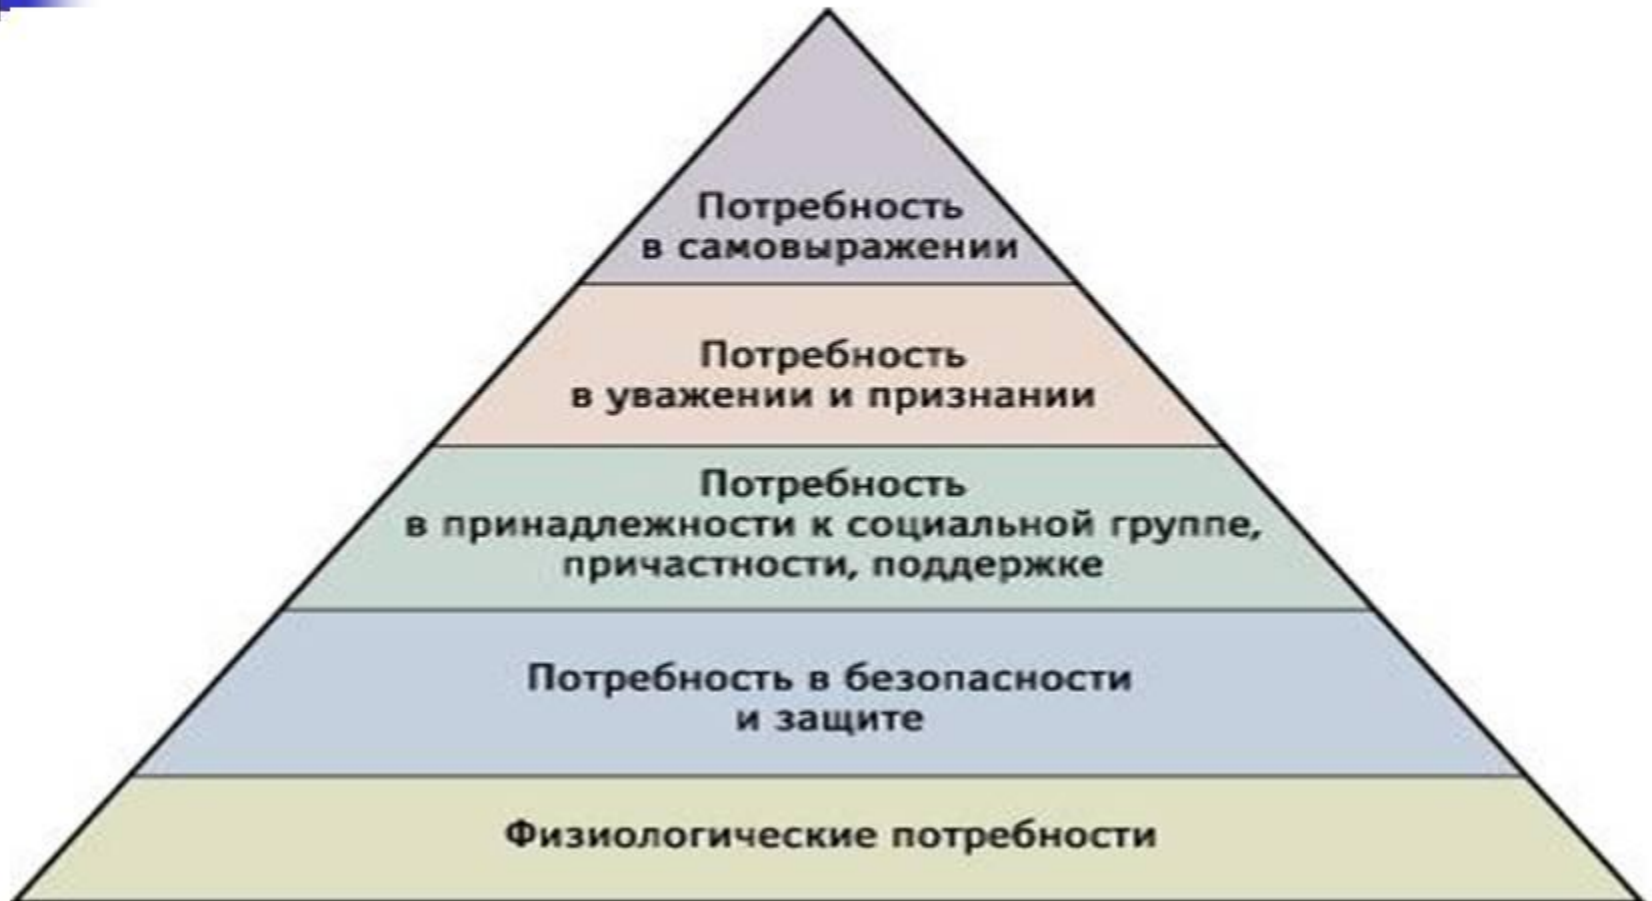 Потребность
в самовыражении
Потребность
в уважении и признании
Потребность
в принадлежности к социальной группе,
причастности, поддержке
Потребность в безопасности
и защите
Физиологические потребности